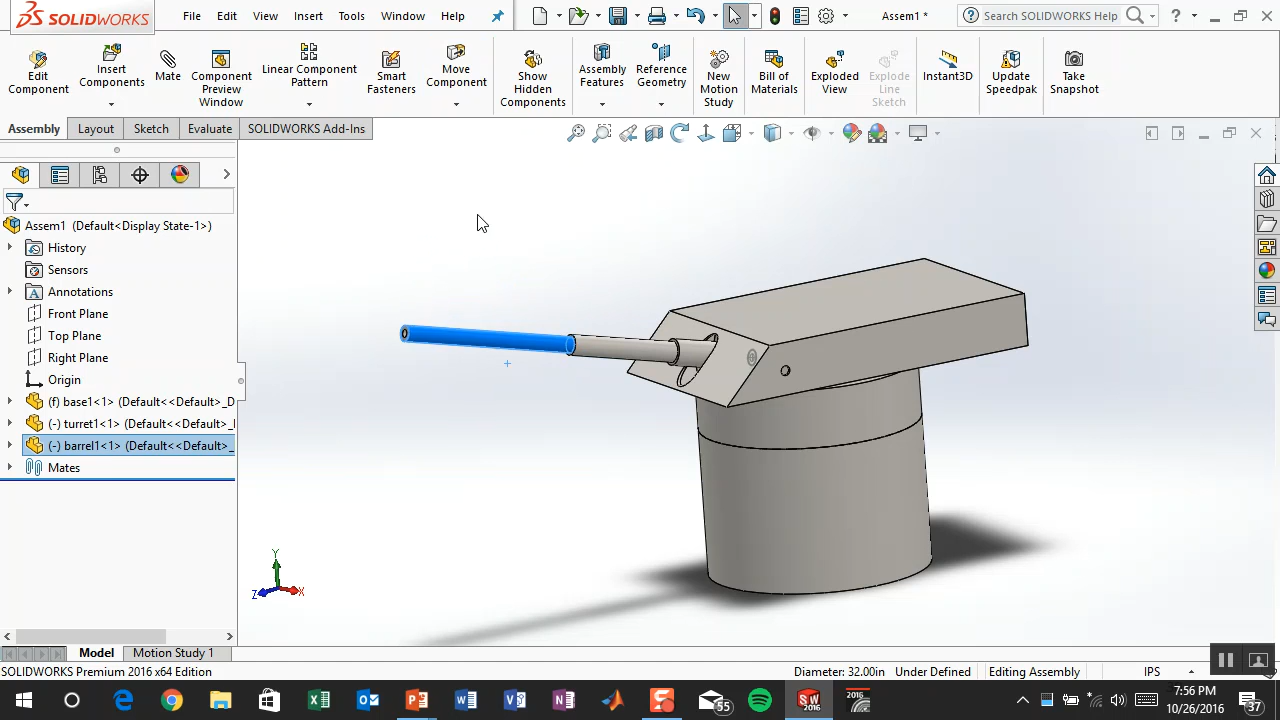 SOLIDWORKS
File Edit View Insert Tools Window Help
Assem1 *
Search SOLIDWORKS Help
?
Edit Component
Insert Components
Mate
Component Preview Window
Linear Component Pattern
Smart Fasteners
Move Component
Show Hidden Components
Assembly Features
Reference Geometry
New Motion Study
Bill of Materials
Exploded View
Explode Line Sketch
Instant3D
Update Speedpak
Take Snapshot
Assembly Layout Sketch Evaluate SOLIDWORKS Add-Ins
Assem1 (Default<Display State-1>)
History
Sensors
Annotations
Front Plane
Top Plane
Right Plane
Origin
(f) base1<1> (Default<<Default>_D
(-) turret1<1> (Default<<Default>_
(-) barrel1<1> (Default<<Default>_
Mates
Y
Z X
Model Motion Study 1
SOLIDWORKS Premium 2016 x64 Edition
Diameter: 32.00in Under Defined Editing Assembly IPS
55
SW 2016
2016
7:56 PM
10/26/2016
37